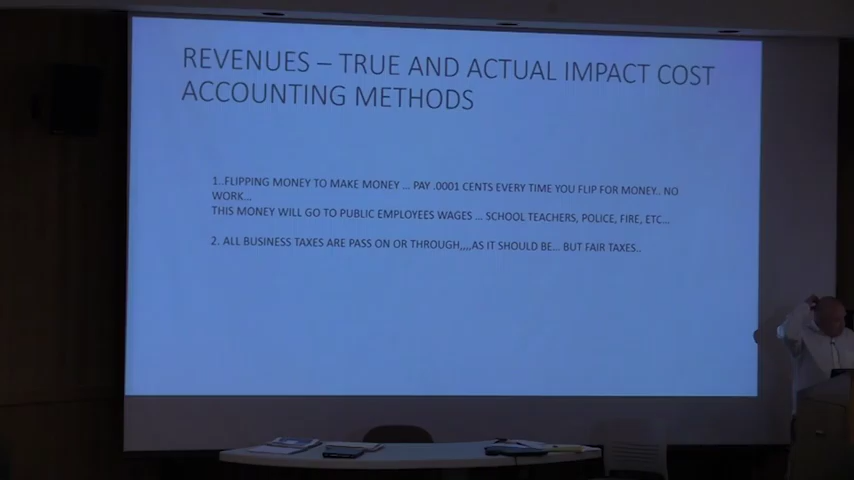 REVENUES – TRUE AND ACTUAL IMPACT COST
ACCOUNTING METHODS
1..FLIPPING MONEY TO MAKE MONEY ... PAY .0001 CENTS EVERY TIME YOU FLIP FOR MONEY.. NO
WORK...
THIS MONEY WILL GO TO PUBLIC EMPLOYEES WAGES ... SCHOOL TEACHERS, POLICE, FIRE, ETC...
2. ALL BUSINESS TAXES ARE PASS ON OR THROUGH,,,,AS IT SHOULD BE... BUT FAIR TAXES..